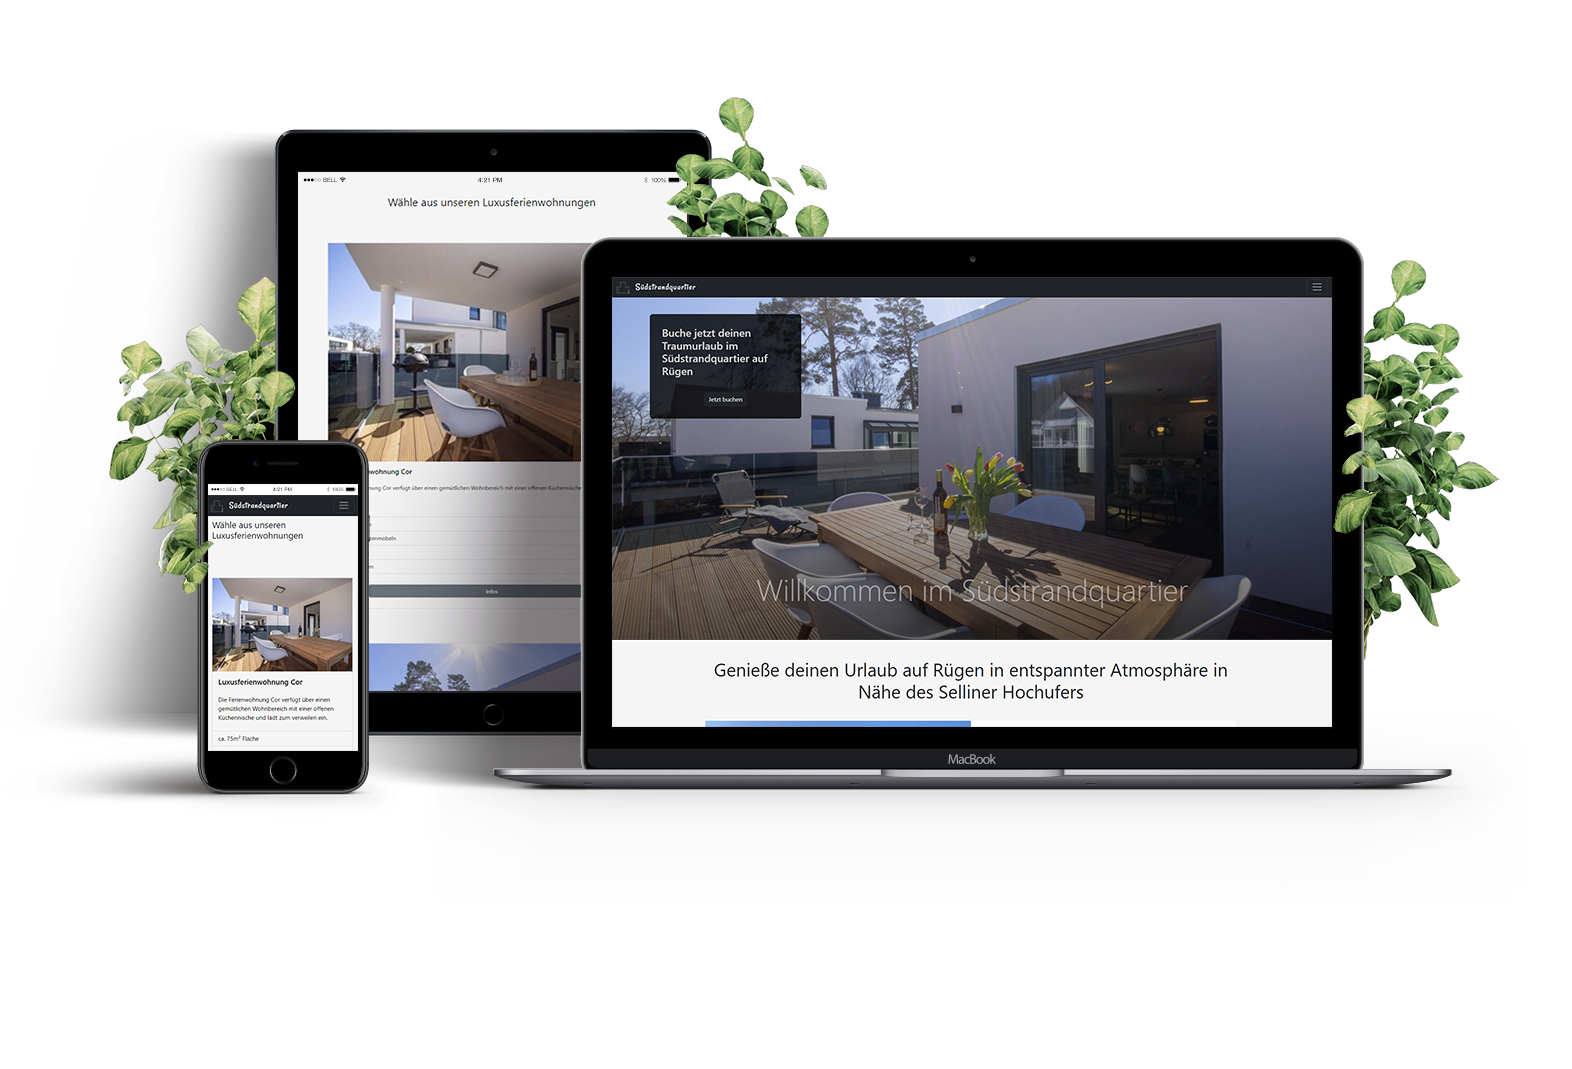 BELL
4:21 PM
100%
Wähle aus unseren Luxusferienwohnungen
wohnung Cor
nung Cor verfügt über einen gemütlichen Wohnbereich mit einer offenen Küchennische
Infos
BELL
4:21 PM
100%
Südstrandquartier
Wähle aus unseren
Luxusferienwohnungen
Luxusferienwohnung Cor
Die Ferienwohnung Cor verfügt über einen
gemütlichen Wohnbereich mit einer offenen
Küchennische und lädt zum verweilen ein.
ca. 75m² Fläche
Südstrandquartier
Buche jetzt deinen
Traumurlaub im
Südstrandquartier auf
Rügen
Jetzt buchen
Willkommen im Südstrandquartier
Genieße deinen Urlaub auf Rügen in entspannter Atmosphäre in
Nähe des Selliner Hochufers
MacBook